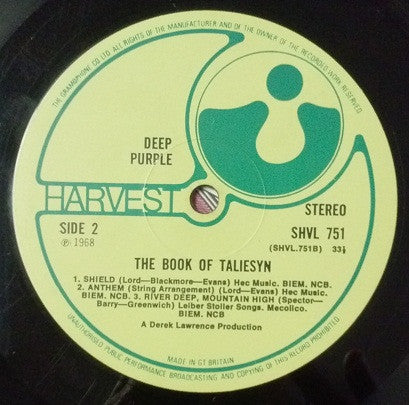 THE GRAMOPHONE CO. LTD. ALL RIGHTS OF THE MANUFACTURER AND OF THE OWNER OF THE RECORDED WORK RESERVED
DEEP
PURPLE
HARVEST
SIDE 2
STEREO
℗ 1968
SHVL 751
(SHVL.751B) 33⅓
THE BOOK OF TALIESYN
1. SHIELD (Lord—Blackmore—Evans) Hec Music. BIEM. NCB.
2. ANTHEM (String Arrangement) (Lord—Evans) Hec Music.
BIEM. NCB. 3. RIVER DEEP, MOUNTAIN HIGH (Spector—
Barry—Greenwich) Leiber Stoller Songs. Mecolico.
BIEM. NCB
A Derek Lawrence Production
MADE IN GT BRITAIN
UNAUTHORISED PUBLIC PERFORMANCE BROADCASTING AND COPYING OF THIS RECORD PROHIBITED